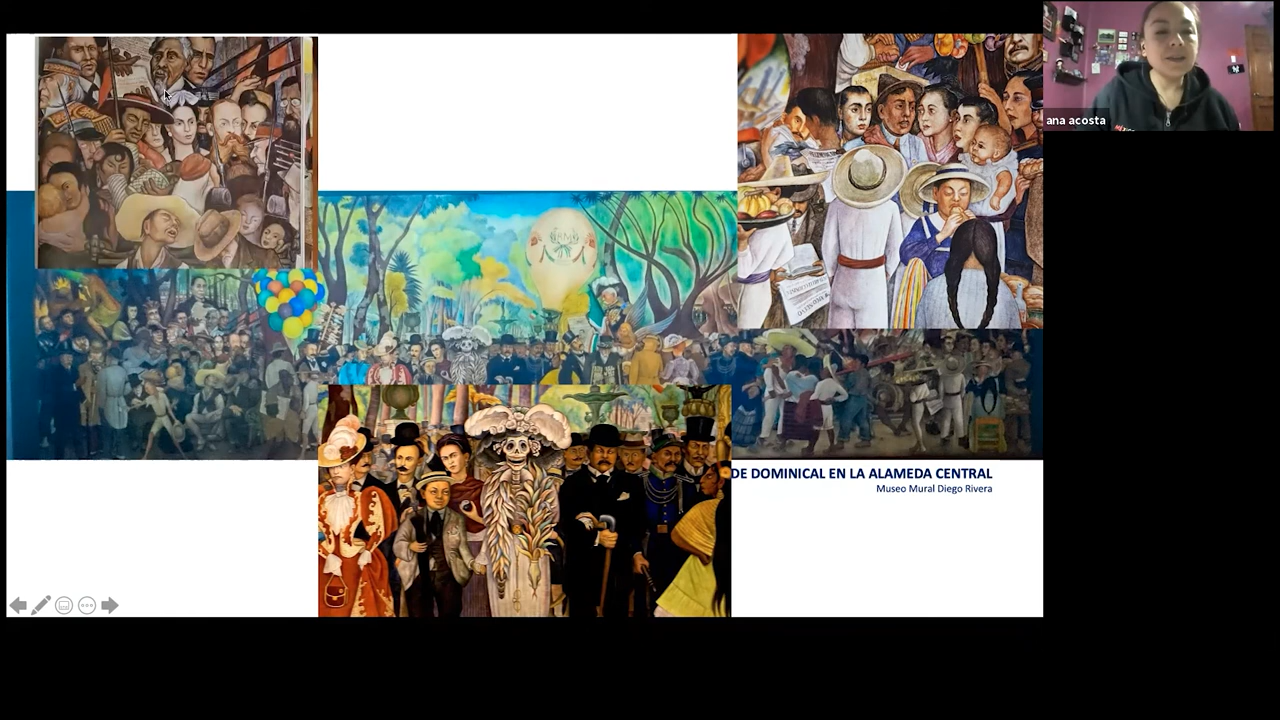 ana acosta
DE DOMINICAL EN LA ALAMEDA CENTRAL
Museo Mural Diego Rivera